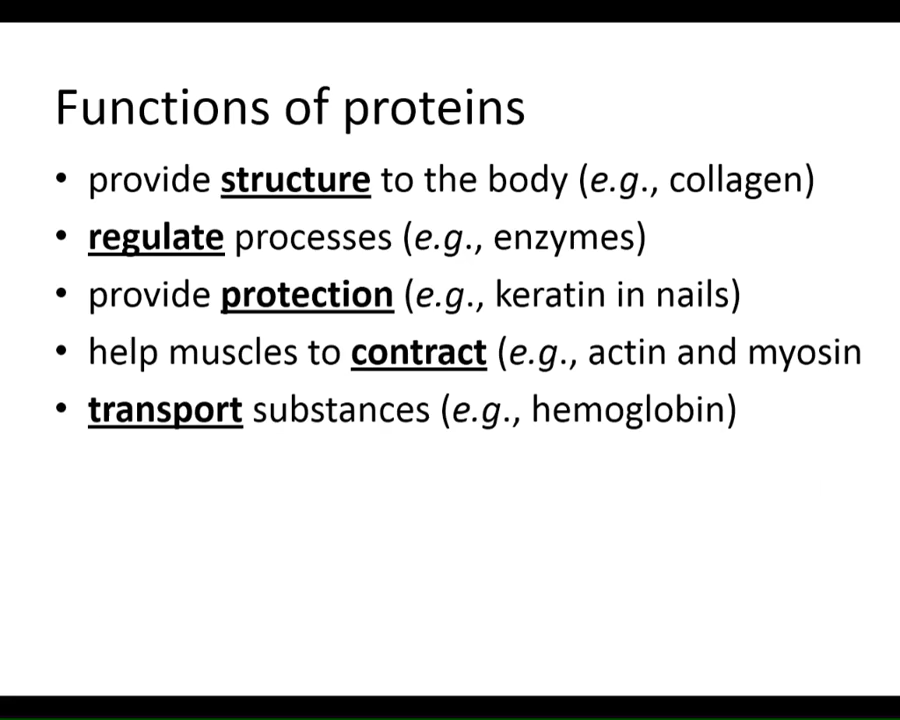 Functions of proteins
• provide structure to the body (e.g., collagen)
• regulate processes (e.g., enzymes)
• provide protection (e.g., keratin in nails)
• help muscles to contract (e.g., actin and myosin
• transport substances (e.g., hemoglobin)